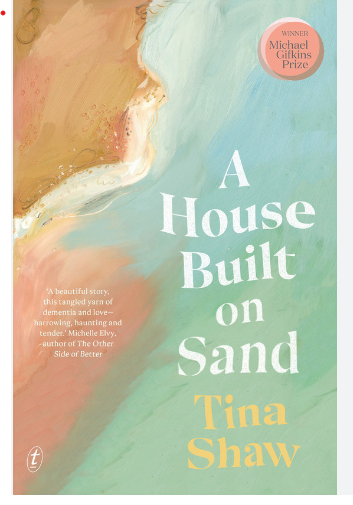 WINNER
Michael
Gifkins
Prize
A
House
Built
on
Sand
'A beautiful story,
this tangled yarn of
dementia and love—
harrowing, haunting and
tender.' Michelle Elvy,
author of The Other
Side of Better
Tina
Shaw
t